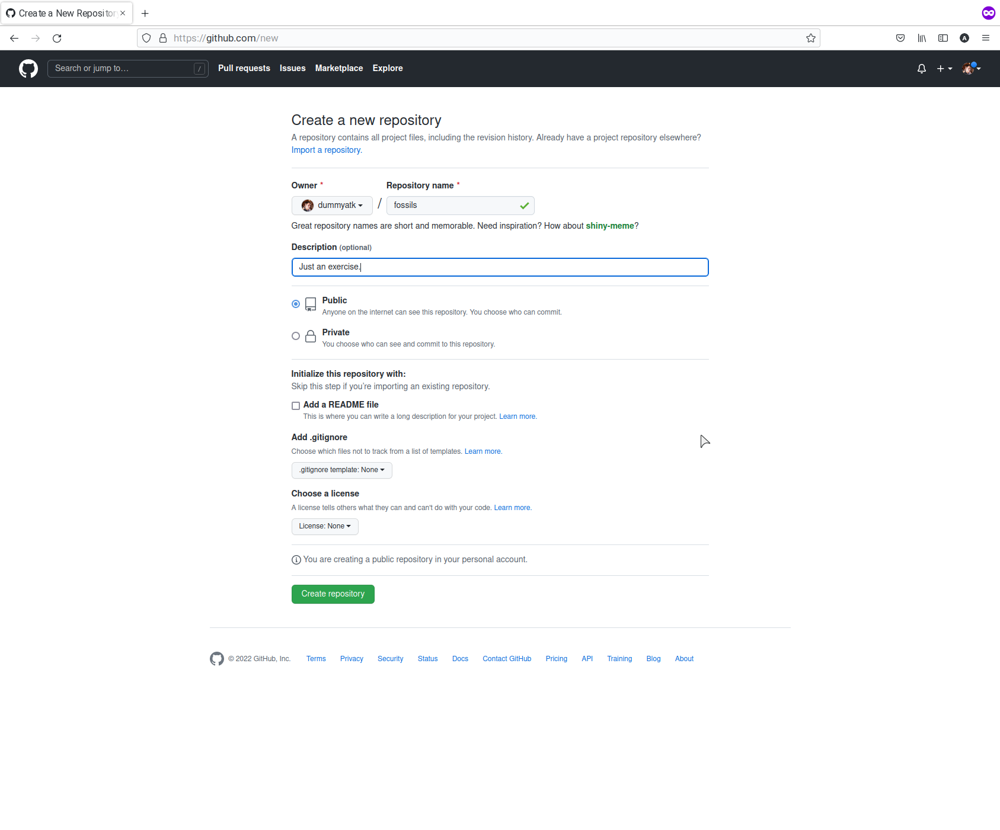 Create a New Repositor
https://github.com/new
A
Search or jump to… /
Pull requests Issues Marketplace Explore
Create a new repository
A repository contains all project files, including the revision history. Already have a project repository elsewhere?
Import a repository.
Owner * Repository name *
dummyatk / fossils
Great repository names are short and memorable. Need inspiration? How about shiny-meme?
Description (optional)
Just an exercise.
Public
Anyone on the internet can see this repository. You choose who can commit.
Private
You choose who can see and commit to this repository.
Initialize this repository with:
Skip this step if you're importing an existing repository.
Add a README file
This is where you can write a long description for your project. Learn more.
Add .gitignore
Choose which files not to track from a list of templates. Learn more.
.gitignore template: None
Choose a license
A license tells others what they can and can't do with your code. Learn more.
License: None
You are creating a public repository in your personal account.
Create repository
© 2022 GitHub, Inc. Terms Privacy Security Status Docs Contact GitHub Pricing API Training Blog About